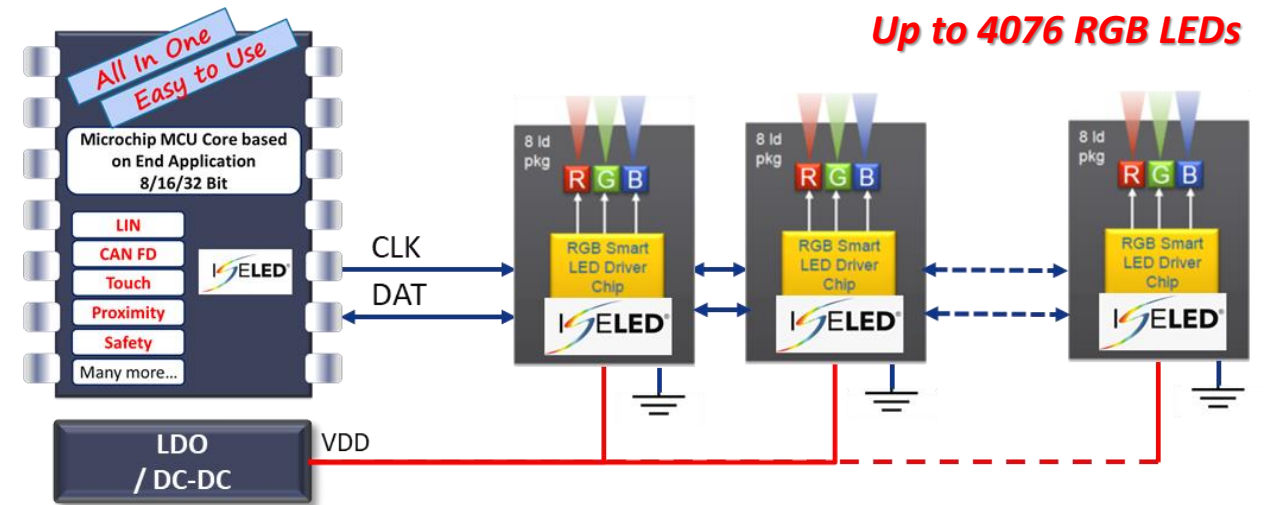 Up to 4076 RGB LEDs
All In One
Easy to Use
Microchip MCU Core based
on End Application
8/16/32 Bit
LIN
CAN FD
Touch
Proximity
Safety
Many more...
ISELED®
CLK
DAT
8 ld
pkg
R G B
RGB Smart
LED Driver
Chip
ISELED®
8 ld
pkg
R G B
RGB Smart
LED Driver
Chip
ISELED®
8 ld
pkg
R G B
RGB Smart
LED Driver
Chip
ISELED®
LDO
/ DC-DC
VDD